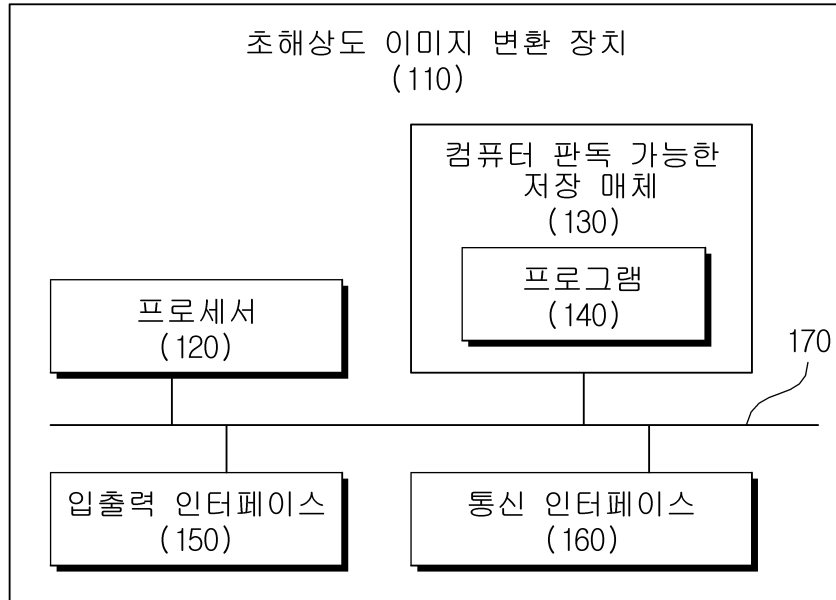 초해상도 이미지 변환 장치
(110)
컴퓨터 판독 가능한
저장 매체
(130)
프로그램
(140)
프로세서
(120)
170
입출력 인터페이스
(150)
통신 인터페이스
(160)